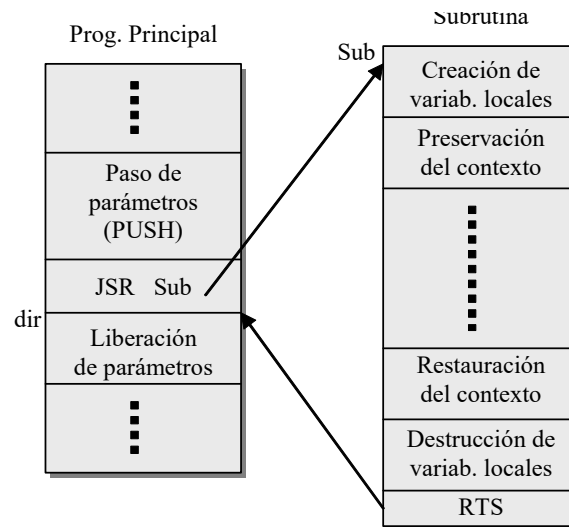 Prog. Principal
Paso de
parámetros
(PUSH)
JSR Sub
dir
Liberación
de parámetros
Subrutina
Sub
Creación de
variab. locales
Preservación
del contexto
Restauración
del contexto
Destrucción de
variab. locales
RTS